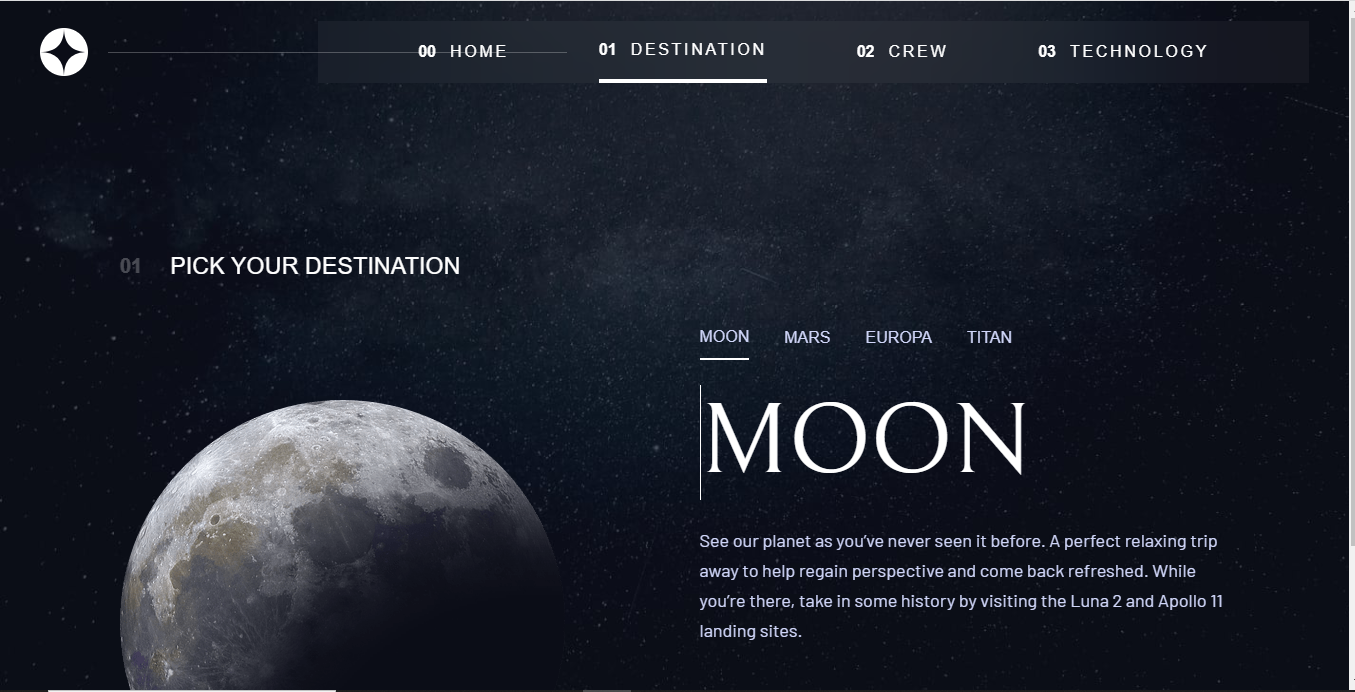 00 HOME 01 DESTINATION 02 CREW 03 TECHNOLOGY
01 PICK YOUR DESTINATION
MOON MARS EUROPA TITAN
MOON
See our planet as you’ve never seen it before. A perfect relaxing trip
away to help regain perspective and come back refreshed. While
you’re there, take in some history by visiting the Luna 2 and Apollo 11
landing sites.